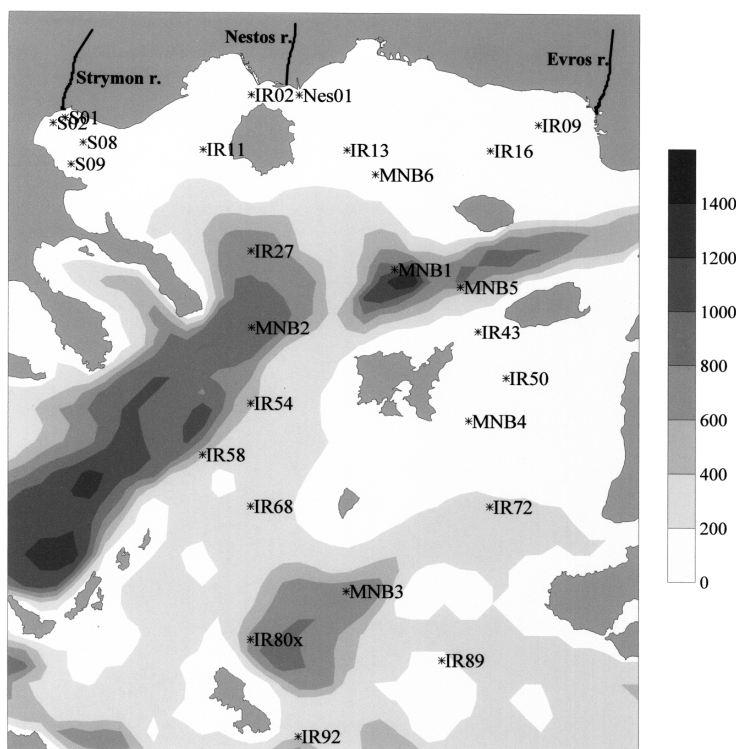 Nestos r.
Evros r.
Strymon r.
IR02
Nes01
S01
S02
IR09
S08
IR11
IR13
IR16
S09
MNB6
IR27
MNB1
MNB5
MNB2
IR43
IR50
IR54
MNB4
IR58
IR68
IR72
MNB3
IR80x
IR89
IR92
1400
1200
1000
800
600
400
200
0